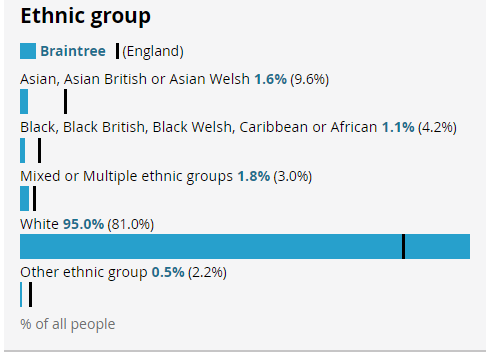 Ethnic group
Braintree (England)
Asian, Asian British or Asian Welsh 1.6% (9.6%)
Black, Black British, Black Welsh, Caribbean or African 1.1% (4.2%)
Mixed or Multiple ethnic groups 1.8% (3.0%)
White 95.0% (81.0%)
Other ethnic group 0.5% (2.2%)
% of all people